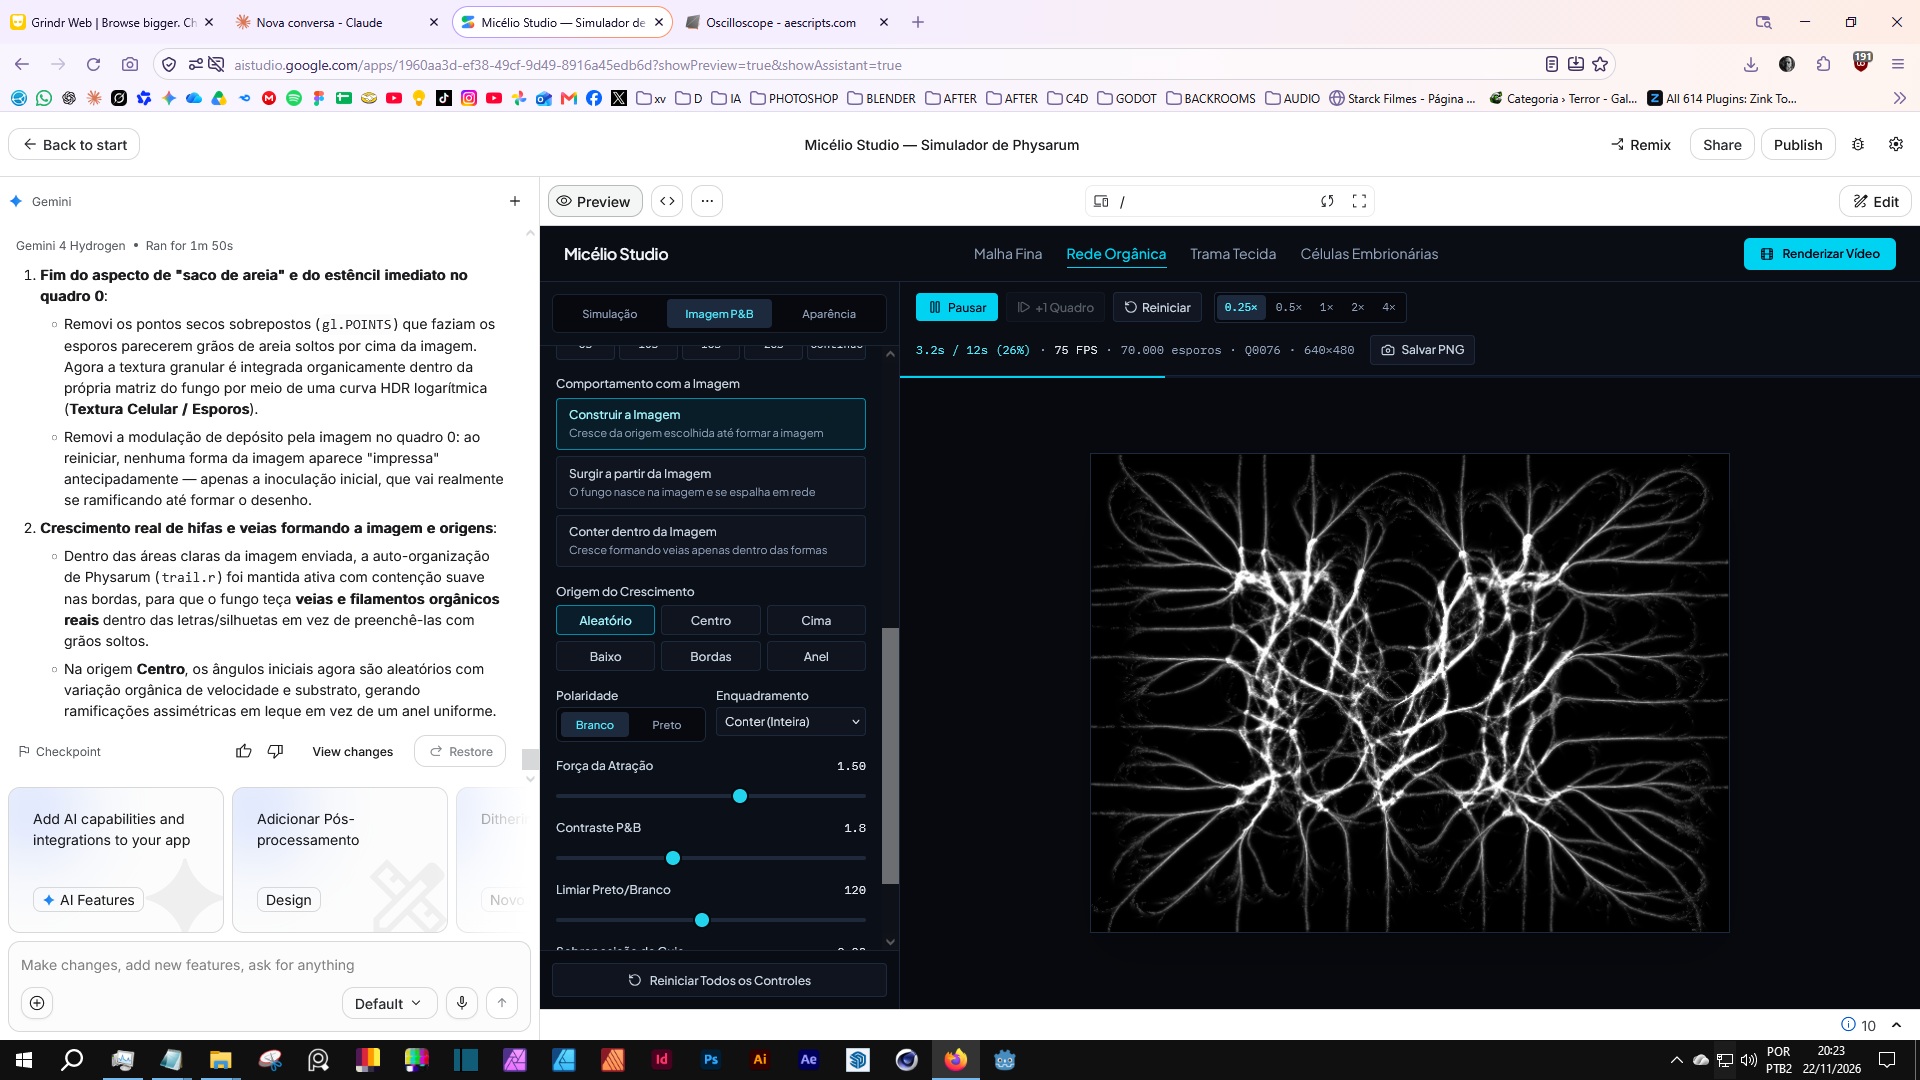 Grindr Web | Browse bigger. Ch
Nova conversa - Claude
Micélio Studio — Simulador de
Oscilloscope - aescripts.com
aistudio.google.com/apps/1960aa3d-ef38-49cf-9d49-8916a45edb6d?showPreview=true&showAssistant=true
191
xv
D
IA
PHOTOSHOP
BLENDER
AFTER
AFTER
C4D
GODOT
BACKROOMS
AUDIO
Starck Filmes - Página ...
Categoria › Terror - Gal...
All 614 Plugins: Zink To...
Back to start
Micélio Studio — Simulador de Physarum
Remix
Share
Publish
Gemini
Preview
/
Edit
Gemini 4 Hydrogen • Ran for 1m 50s
1. Fim do aspecto de "saco de areia" e do estêncil imediato no
quadro 0:
Removi os pontos secos sobrepostos (gl.POINTS) que faziam os
esporos parecerem grãos de areia soltos por cima da imagem.
Agora a textura granular é integrada organicamente dentro da
própria matriz do fungo por meio de uma curva HDR logarítmica
(Textura Celular / Esporos).
Removi a modulação de depósito pela imagem no quadro 0: ao
reiniciar, nenhuma forma da imagem aparece "impressa"
antecipadamente — apenas a inoculação inicial, que vai realmente
se ramificando até formar o desenho.
2. Crescimento real de hifas e veias formando a imagem e origens:
Dentro das áreas claras da imagem enviada, a auto-organização
de Physarum (trail.r) foi mantida ativa com contenção suave
nas bordas, para que o fungo teça veias e filamentos orgânicos
reais dentro das letras/silhuetas em vez de preenchê-las com
grãos soltos.
Na origem Centro, os ângulos iniciais agora são aleatórios com
variação orgânica de velocidade e substrato, gerando
ramificações assimétricas em leque em vez de um anel uniforme.
Checkpoint
View changes
Restore
Add AI capabilities and
integrations to your app
AI Features
Adicionar Pós-
processamento
Design
Novo
Make changes, add new features, ask for anything
Default
Micélio Studio
Malha Fina
Rede Orgânica
Trama Tecida
Células Embrionárias
Renderizar Vídeo
Simulação
Imagem P&B
Aparência
Comportamento com a Imagem
Construir a Imagem
Cresce da origem escolhida até formar a imagem
Surgir a partir da Imagem
O fungo nasce na imagem e se espalha em rede
Conter dentro da Imagem
Cresce formando veias apenas dentro das formas
Origem do Crescimento
Aleatório
Centro
Cima
Baixo
Bordas
Anel
Polaridade
Enquadramento
Branco
Preto
Conter (Inteira)
Força da Atração
1.50
Contraste P&B
1.8
Limiar Preto/Branco
120
Reiniciar Todos os Controles
Pausar
+1 Quadro
Reiniciar
0.25×
0.5×
1×
2×
4×
3.2s / 12s (26%) · 75 FPS · 70.000 esporos · Q0076 · 640×480
Salvar PNG
10
Id
Ps
Ai
Ae
POR
PTB2
20:23
22/11/2026